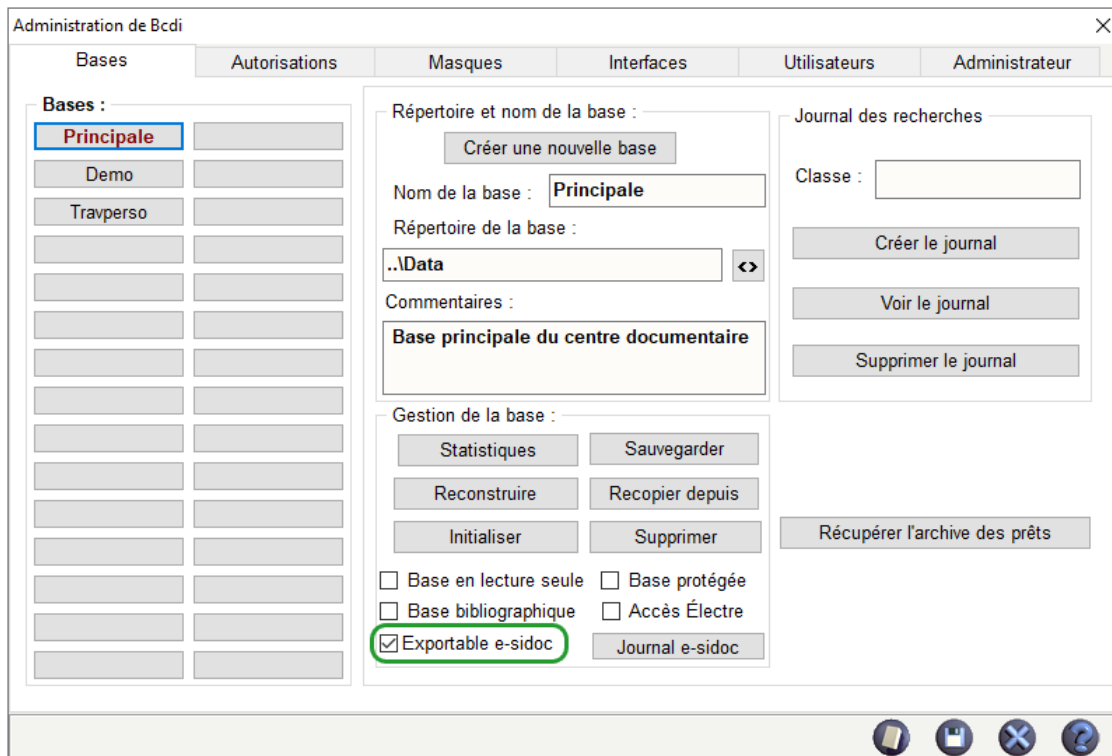 Administration de Bcdi
Bases Autorisations Masques Interfaces Utilisateurs Administrateur
Bases :
Principale
Demo
Travperso
Répertoire et nom de la base :
Créer une nouvelle base
Nom de la base : Principale
Répertoire de la base :
..\Data <>
Commentaires :
Base principale du centre documentaire
Gestion de la base :
Statistiques Sauvegarder
Reconstruire Recopier depuis
Initialiser Supprimer
Base en lecture seule Base protégée
Base bibliographique Accès Électre
Exportable e-sidoc Journal e-sidoc
Journal des recherches
Classe :
Créer le journal
Voir le journal
Supprimer le journal
Récupérer l'archive des prêts
?